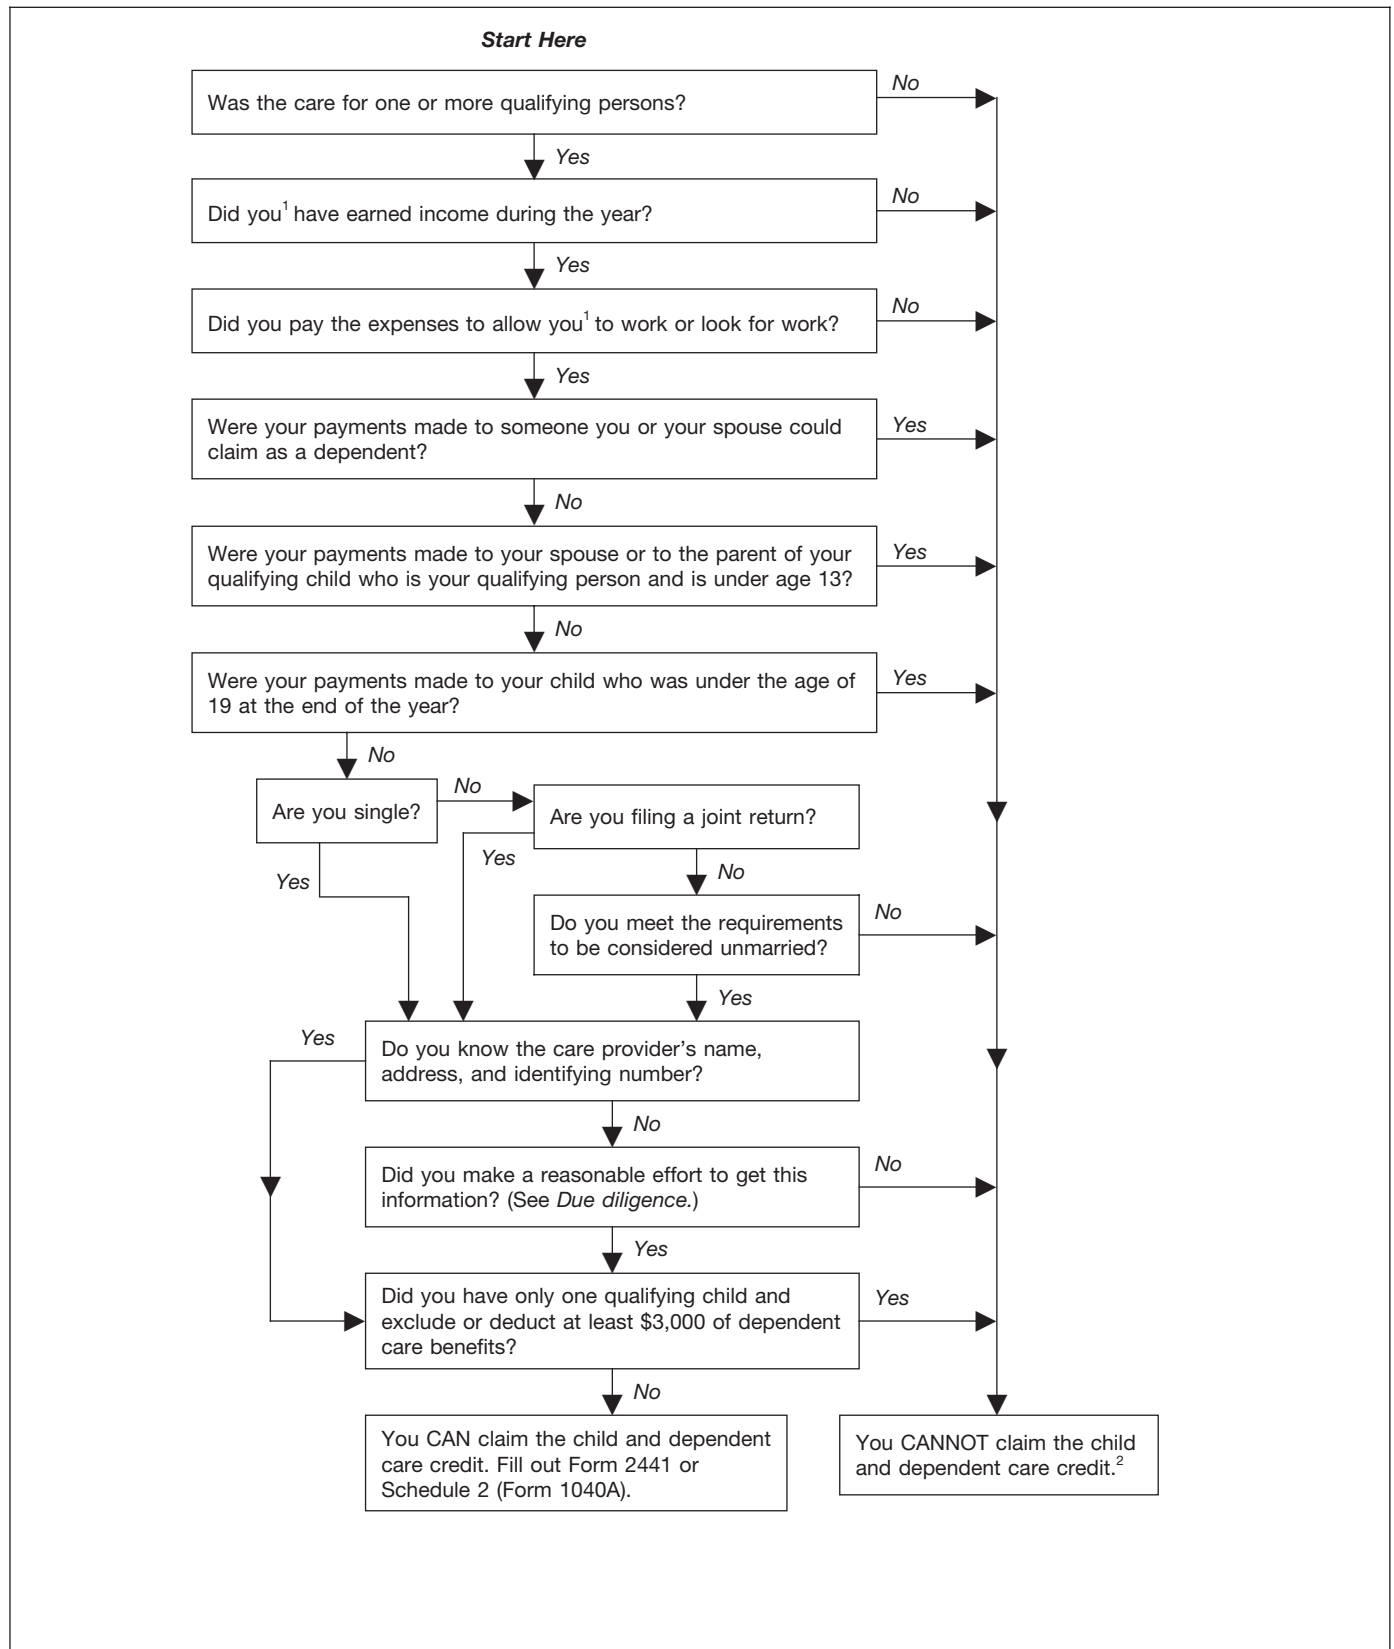 Start Here
Was the care for one or more qualifying persons?
No
Yes
Did you1 have earned income during the year?
No
Yes
Did you pay the expenses to allow you1 to work or look for work?
No
Yes
Were your payments made to someone you or your spouse could
claim as a dependent?
Yes
No
Were your payments made to your spouse or to the parent of your
qualifying child who is your qualifying person and is under age 13?
Yes
No
Were your payments made to your child who was under the age of
19 at the end of the year?
Yes
No
Are you single?
No
Are you filing a joint return?
Yes
Yes
No
Do you meet the requirements
to be considered unmarried?
No
Yes
Yes
Do you know the care provider's name,
address, and identifying number?
No
Did you make a reasonable effort to get this
information? (See Due diligence.)
No
Yes
Did you have only one qualifying child and
exclude or deduct at least $3,000 of dependent
care benefits?
Yes
No
You CAN claim the child and dependent
care credit. Fill out Form 2441 or
Schedule 2 (Form 1040A).
You CANNOT claim the child
and dependent care credit.2